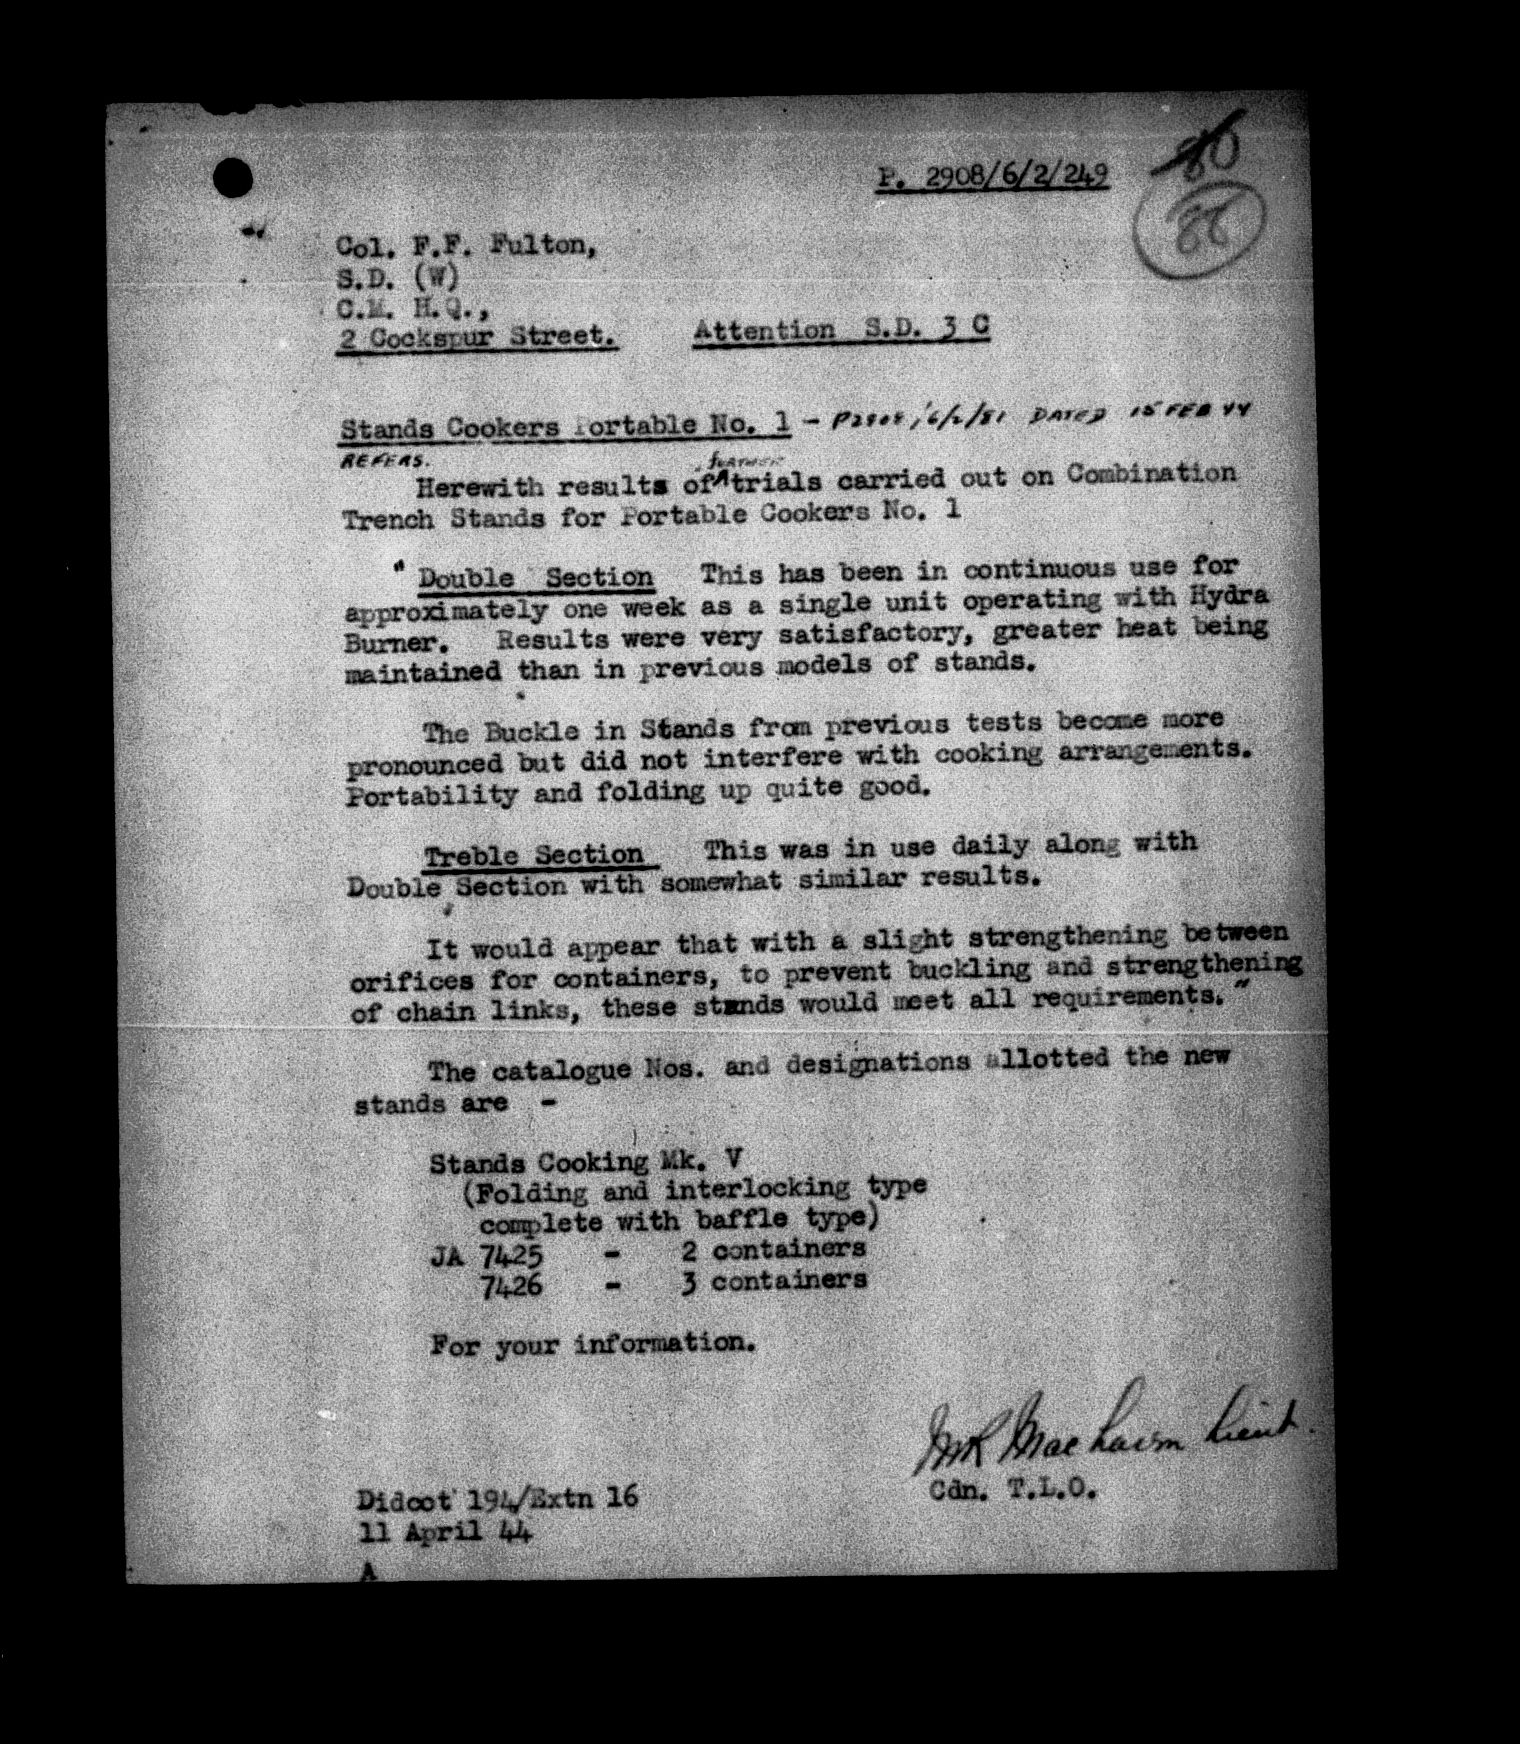 P. 2908/6/2/249
80
88
Col. F.F. Fulton,
S.D. (W)
C.M. H.Q.,
2 Cockspur Street. Attention S.D. 3 C
Stands Cookers Portable No. 1 - P2908/6/2/81 DATED 15 FEB 44
REFERS.
further
Herewith results of trials carried out on Combination
Trench Stands for Portable Cookers No. 1
" Double Section This has been in continuous use for
approximately one week as a single unit operating with Hydra
Burner. Results were very satisfactory, greater heat being
maintained than in previous models of stands.
The Buckle in Stands from previous tests become more
pronounced but did not interfere with cooking arrangements.
Portability and folding up quite good.
Treble Section This was in use daily along with
Double Section with somewhat similar results.
It would appear that with a slight strengthening between
orifices for containers, to prevent buckling and strengthening
of chain links, these stands would meet all requirements."
The catalogue Nos. and designations allotted the new
stands are -
Stands Cooking Mk. V
(Folding and interlocking type
complete with baffle type)
JA 7425 - 2 containers
7426 - 3 containers
For your information.
Lieut.
Cdn. T.L.O.
Didcot 194/Extn 16
11 April 44
A